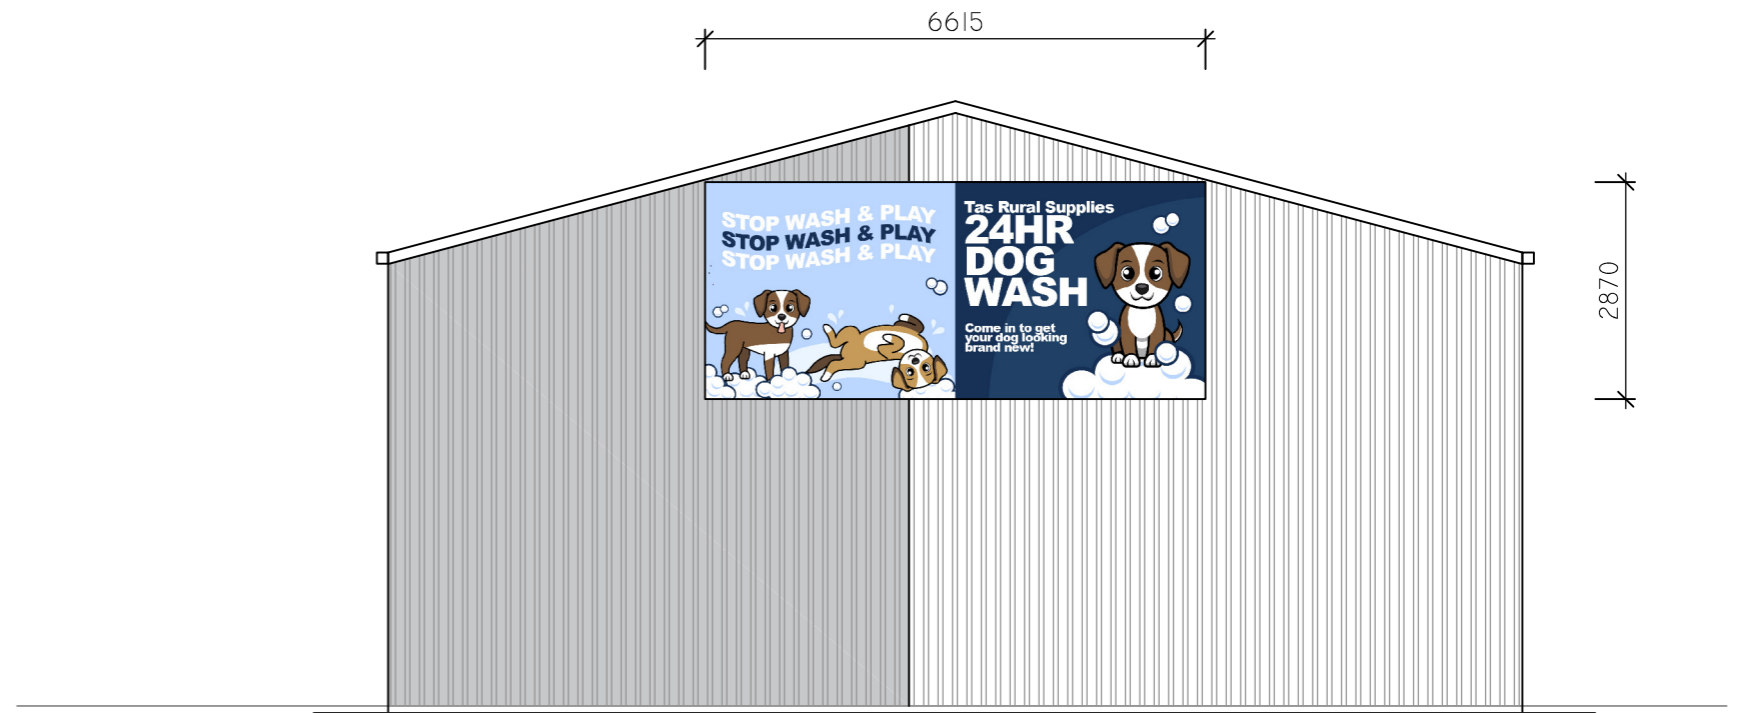 6615
STOP WASH & PLAY
STOP WASH & PLAY
STOP WASH & PLAY
Tas Rural Supplies
24HR
DOG
WASH
Come in to get
your dog looking
brand new!
2870